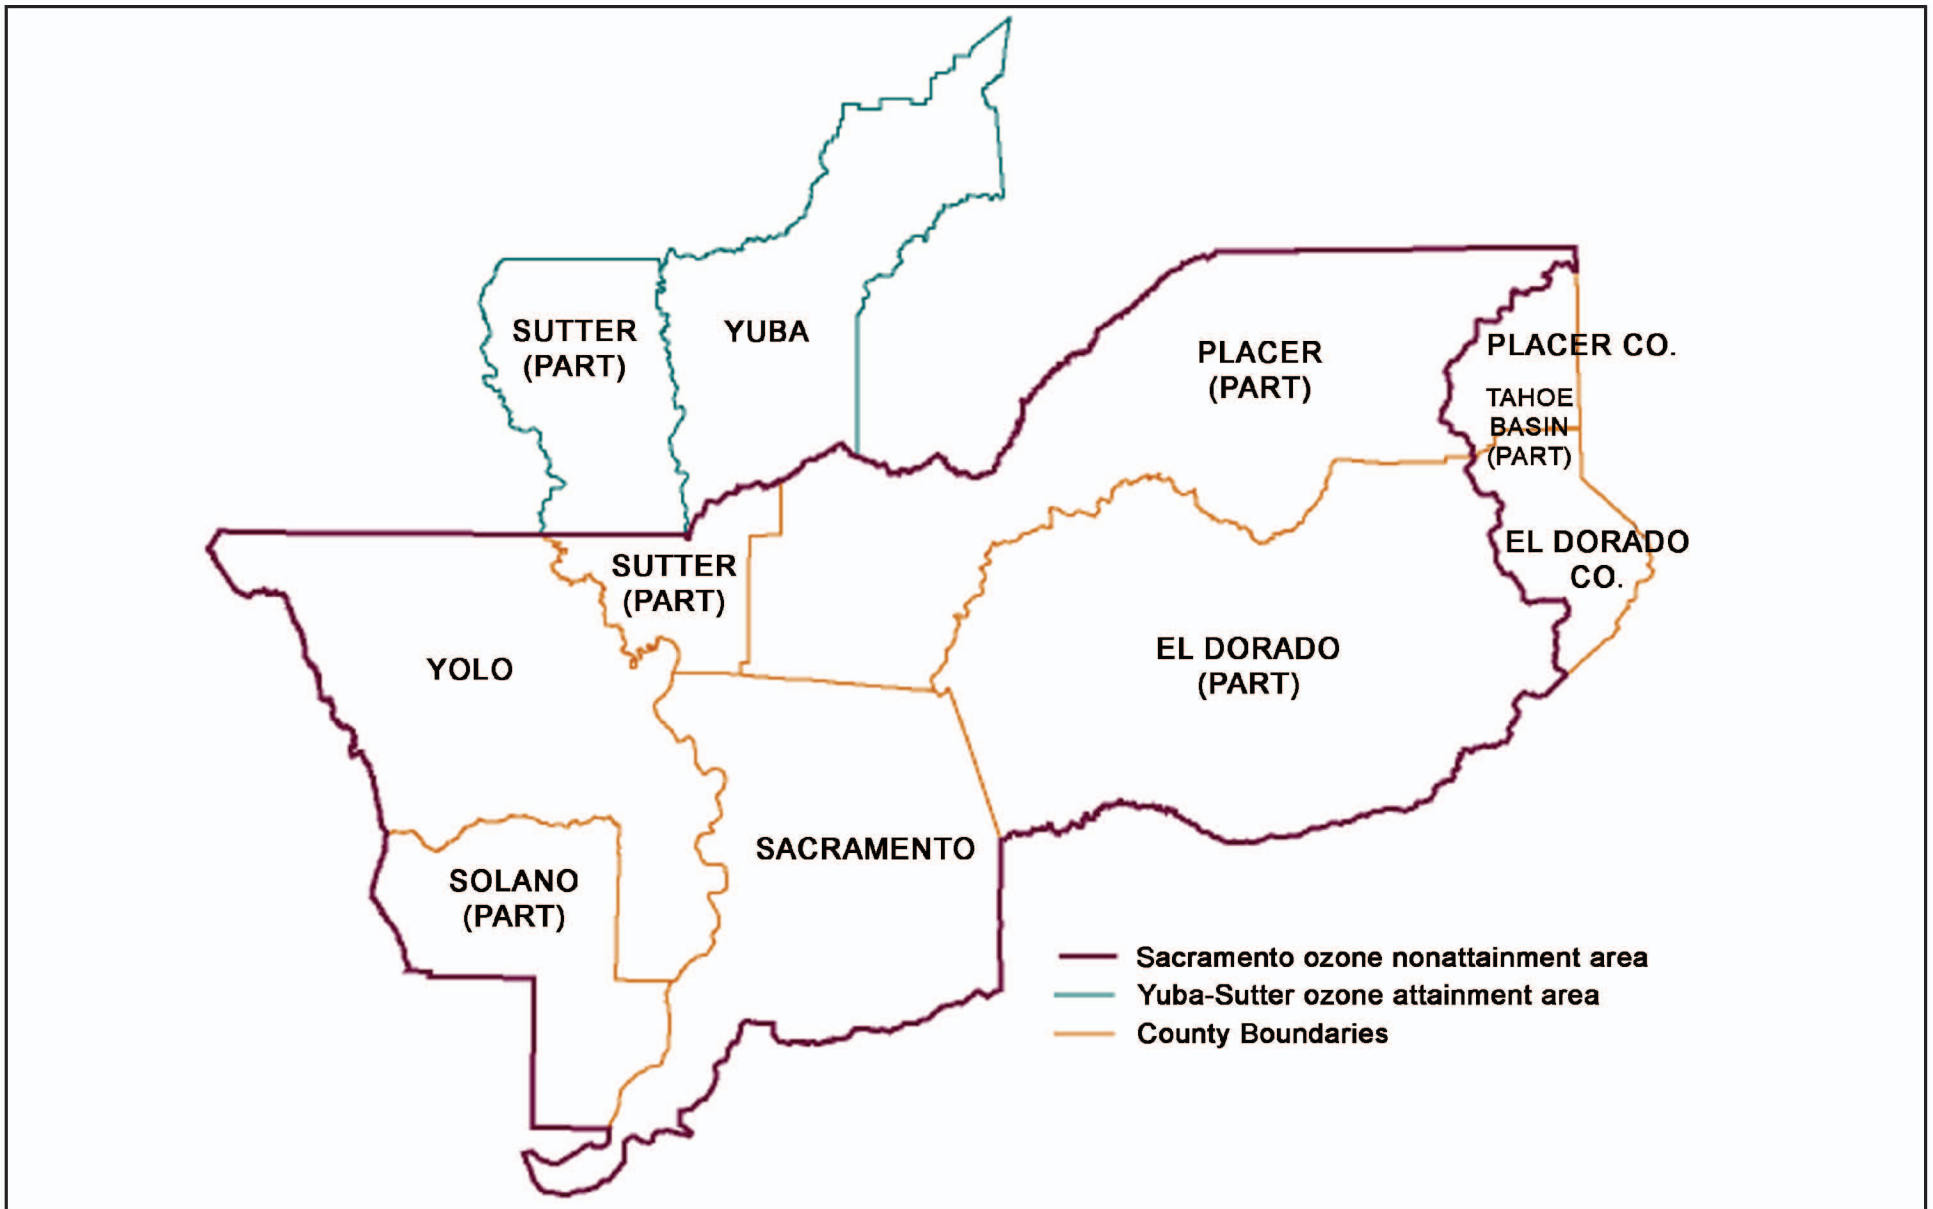 SUTTER
(PART)
YUBA
PLACER
(PART)
PLACER CO.
TAHOE
BASIN
(PART)
EL DORADO
CO.
SUTTER
(PART)
YOLO
EL DORADO
(PART)
SACRAMENTO
SOLANO
(PART)
Sacramento ozone nonattainment area
Yuba-Sutter ozone attainment area
County Boundaries